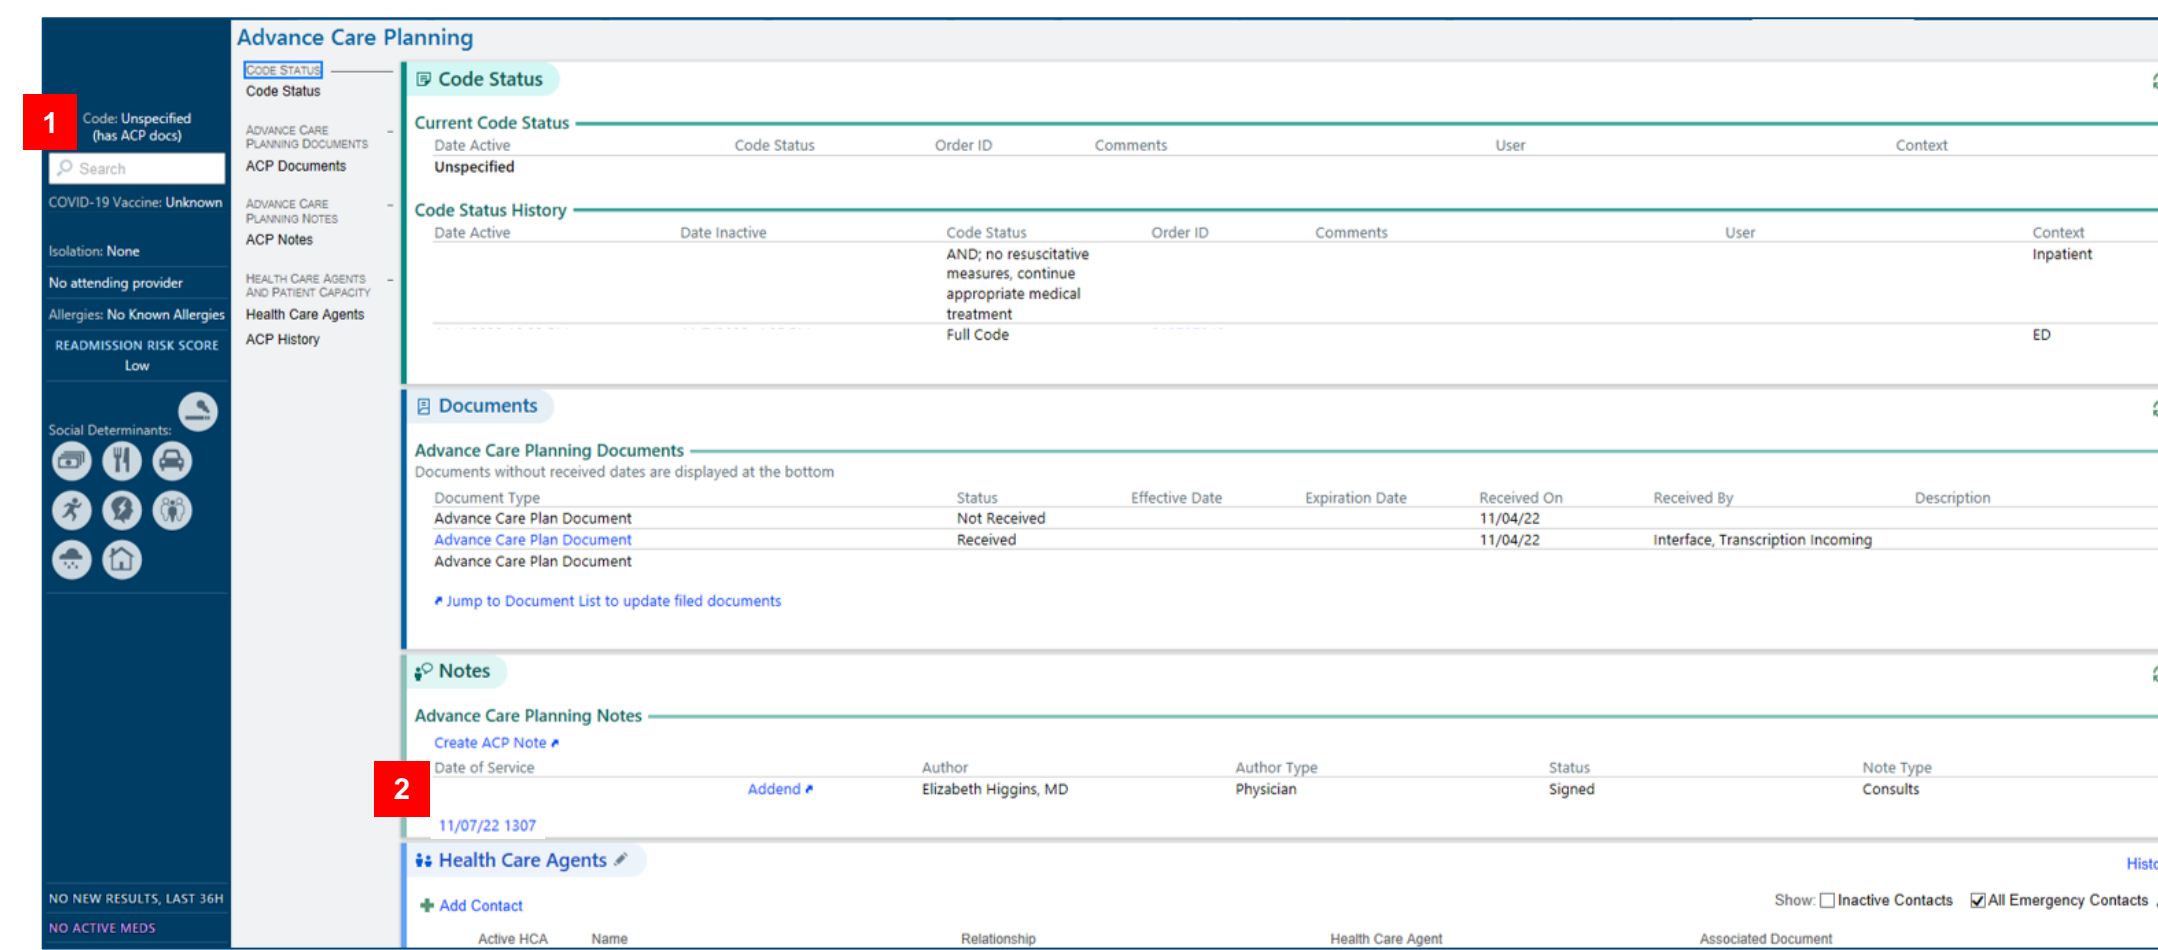 Advance Care Planning
1
Code: Unspecified
(has ACP docs)
Search
COVID-19 Vaccine: Unknown
Isolation: None
No attending provider
Allergies: No Known Allergies
READMISSION RISK SCORE
Low
Social Determinants:
NO NEW RESULTS, LAST 36H
NO ACTIVE MEDS
CODE STATUS
Code Status
ADVANCE CARE
PLANNING DOCUMENTS
ACP Documents
ADVANCE CARE
PLANNING NOTES
ACP Notes
HEALTH CARE AGENTS
AND PATIENT CAPACITY
Health Care Agents
ACP History
Code Status
Current Code Status
Date Active Code Status Order ID Comments User Context
Unspecified
Code Status History
Date Active Date Inactive Code Status Order ID Comments User Context
AND; no resuscitative Inpatient
measures, continue
appropriate medical
treatment
Full Code ED
Documents
Advance Care Planning Documents
Documents without received dates are displayed at the bottom
Document Type Status Effective Date Expiration Date Received On Received By Description
Advance Care Plan Document Not Received 11/04/22
Advance Care Plan Document Received 11/04/22 Interface, Transcription Incoming
Advance Care Plan Document
Jump to Document List to update filed documents
Notes
Advance Care Planning Notes
Create ACP Note
2
Date of Service Author Author Type Status Note Type
Addend Elizabeth Higgins, MD Physician Signed Consults
11/07/22 1307
Health Care Agents
Histo
Add Contact Show: Inactive Contacts All Emergency Contacts
Active HCA Name Relationship Health Care Agent Associated Document